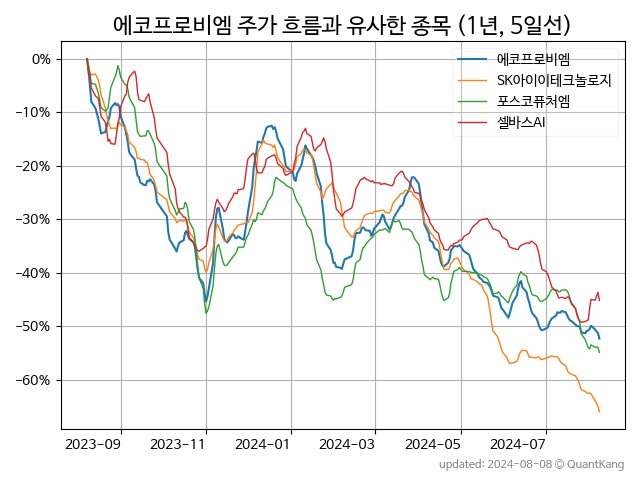 에코프로비엠 주가 흐름과 유사한 종목 (1년, 5일선)
에코프로비엠
SK아이이테크놀로지
포스코퓨처엠
셀바스AI
0%
−10%
−20%
−30%
−40%
−50%
−60%
2023-09 2023-11 2024-01 2024-03 2024-05 2024-07
updated: 2024-08-08 © QuantKang